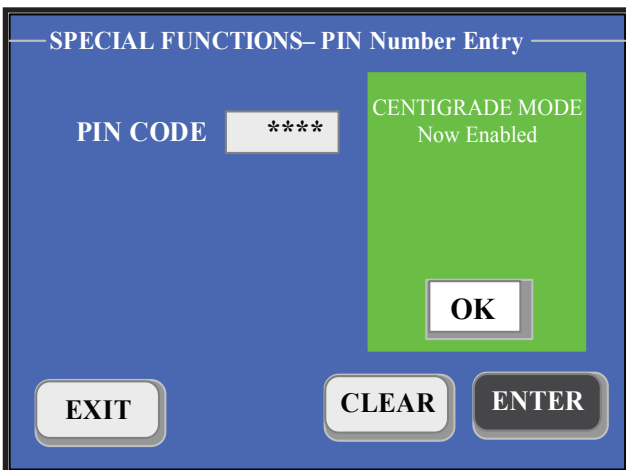 SPECIAL FUNCTIONS– PIN Number Entry
PIN CODE ****
CENTIGRADE MODE
Now Enabled
OK
EXIT CLEAR ENTER